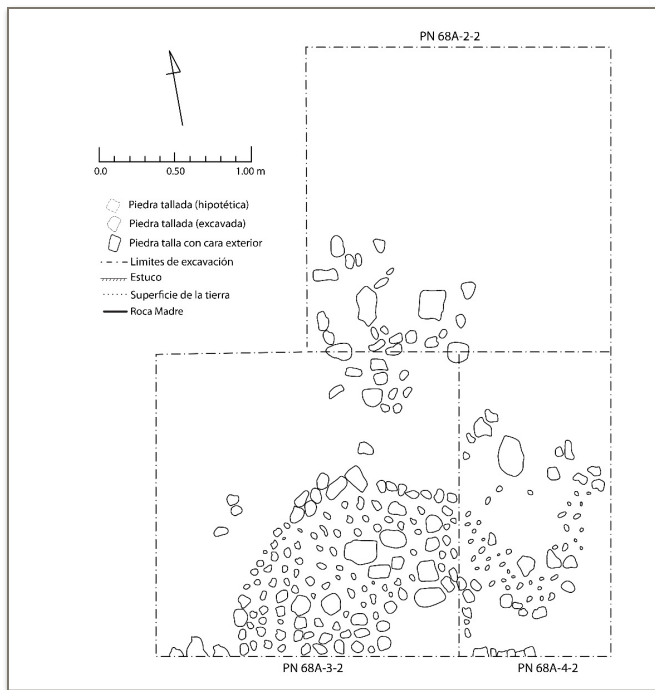 PN 68A-2-2
0.0 0.50 1.00 m
Piedra tallada (hipotética)
Piedra tallada (excavada)
Piedra talla con cara exterior
Limites de excavación
Estuco
Superficie de la tierra
Roca Madre
PN 68A-3-2 PN 68A-4-2